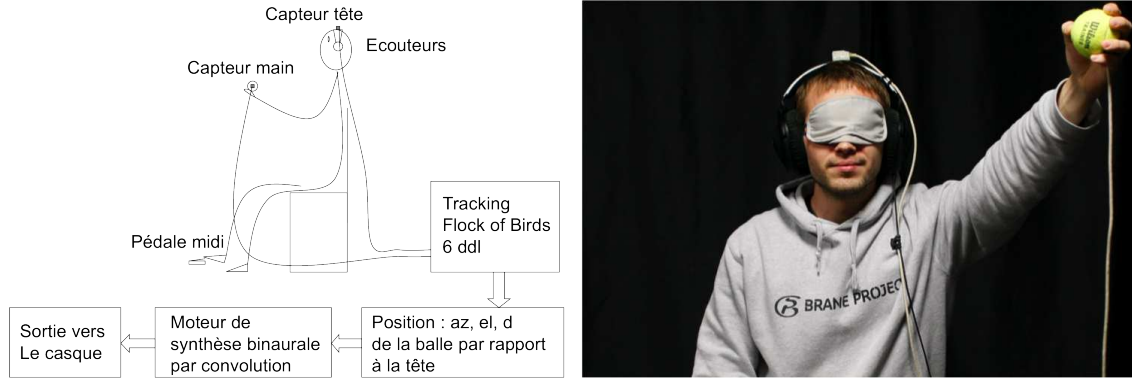 Capteur tête
Ecouteurs
Capteur main
Tracking
Flock of Birds
6 ddl
Pédale midi
Position : az, el, d
de la balle par rapport
à la tête
Moteur de
synthèse binaurale
par convolution
Sortie vers
Le casque
BRANE PROJEC